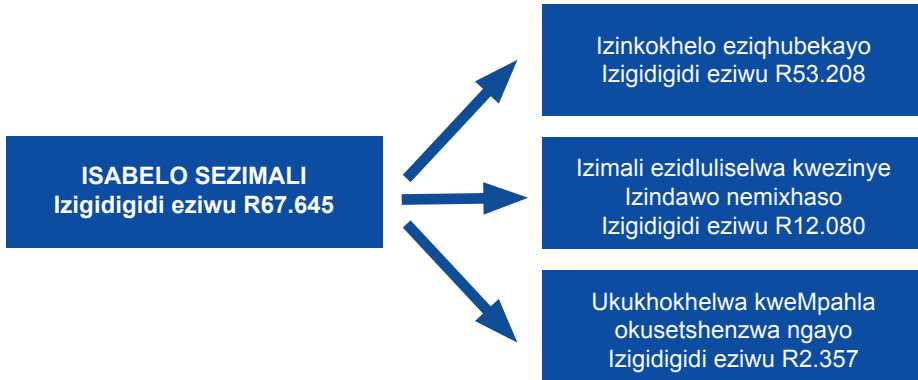 ISABELO SEZIMALI
Izigidigidi eziwu R67.645
Izinkokhelo eziqhubekayo
Izigidigidi eziwu R53.208
Izimali ezidluliselwa kwezinye
Izindawo nemixhaso
Izigidigidi eziwu R12.080
Ukukhokhelwa kweMpahla
okusetshenzwa ngayo
Izigidigidi eziwu R2.357